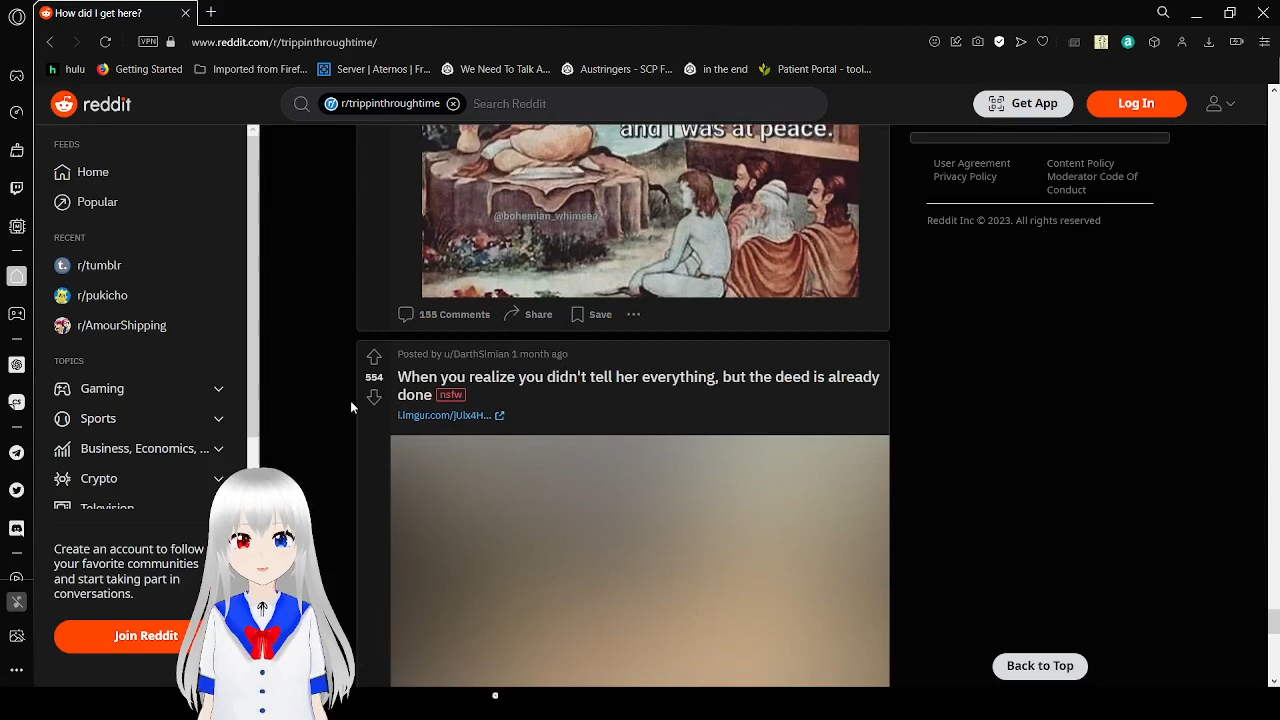 How did I get here?
VPN
www.reddit.com/r/trippinthroughtime/
hulu
Getting Started
Imported from Firef...
Server | Aternos | Fr...
We Need To Talk A...
Austringers - SCP F...
in the end
Patient Portal - tool...
reddit
r/trippinthroughtime
Search Reddit
Get App
Log In
FEEDS
Home
Popular
RECENT
r/tumblr
r/pukicho
r/AmourShipping
TOPICS
Gaming
Sports
Business, Economics, ...
Crypto
Television
Create an account to follow
your favorite communities
and start taking part in
conversations.
Join Reddit
and I was at peace.
@bohemian_whimsea
155 Comments
Share
Save
Posted by u/DarthSimian 1 month ago
554
When you realize you didn't tell her everything, but the deed is already
done nsfw
i.imgur.com/jUlx4H...
User Agreement
Privacy Policy
Content Policy
Moderator Code Of
Conduct
Reddit Inc © 2023. All rights reserved
Back to Top